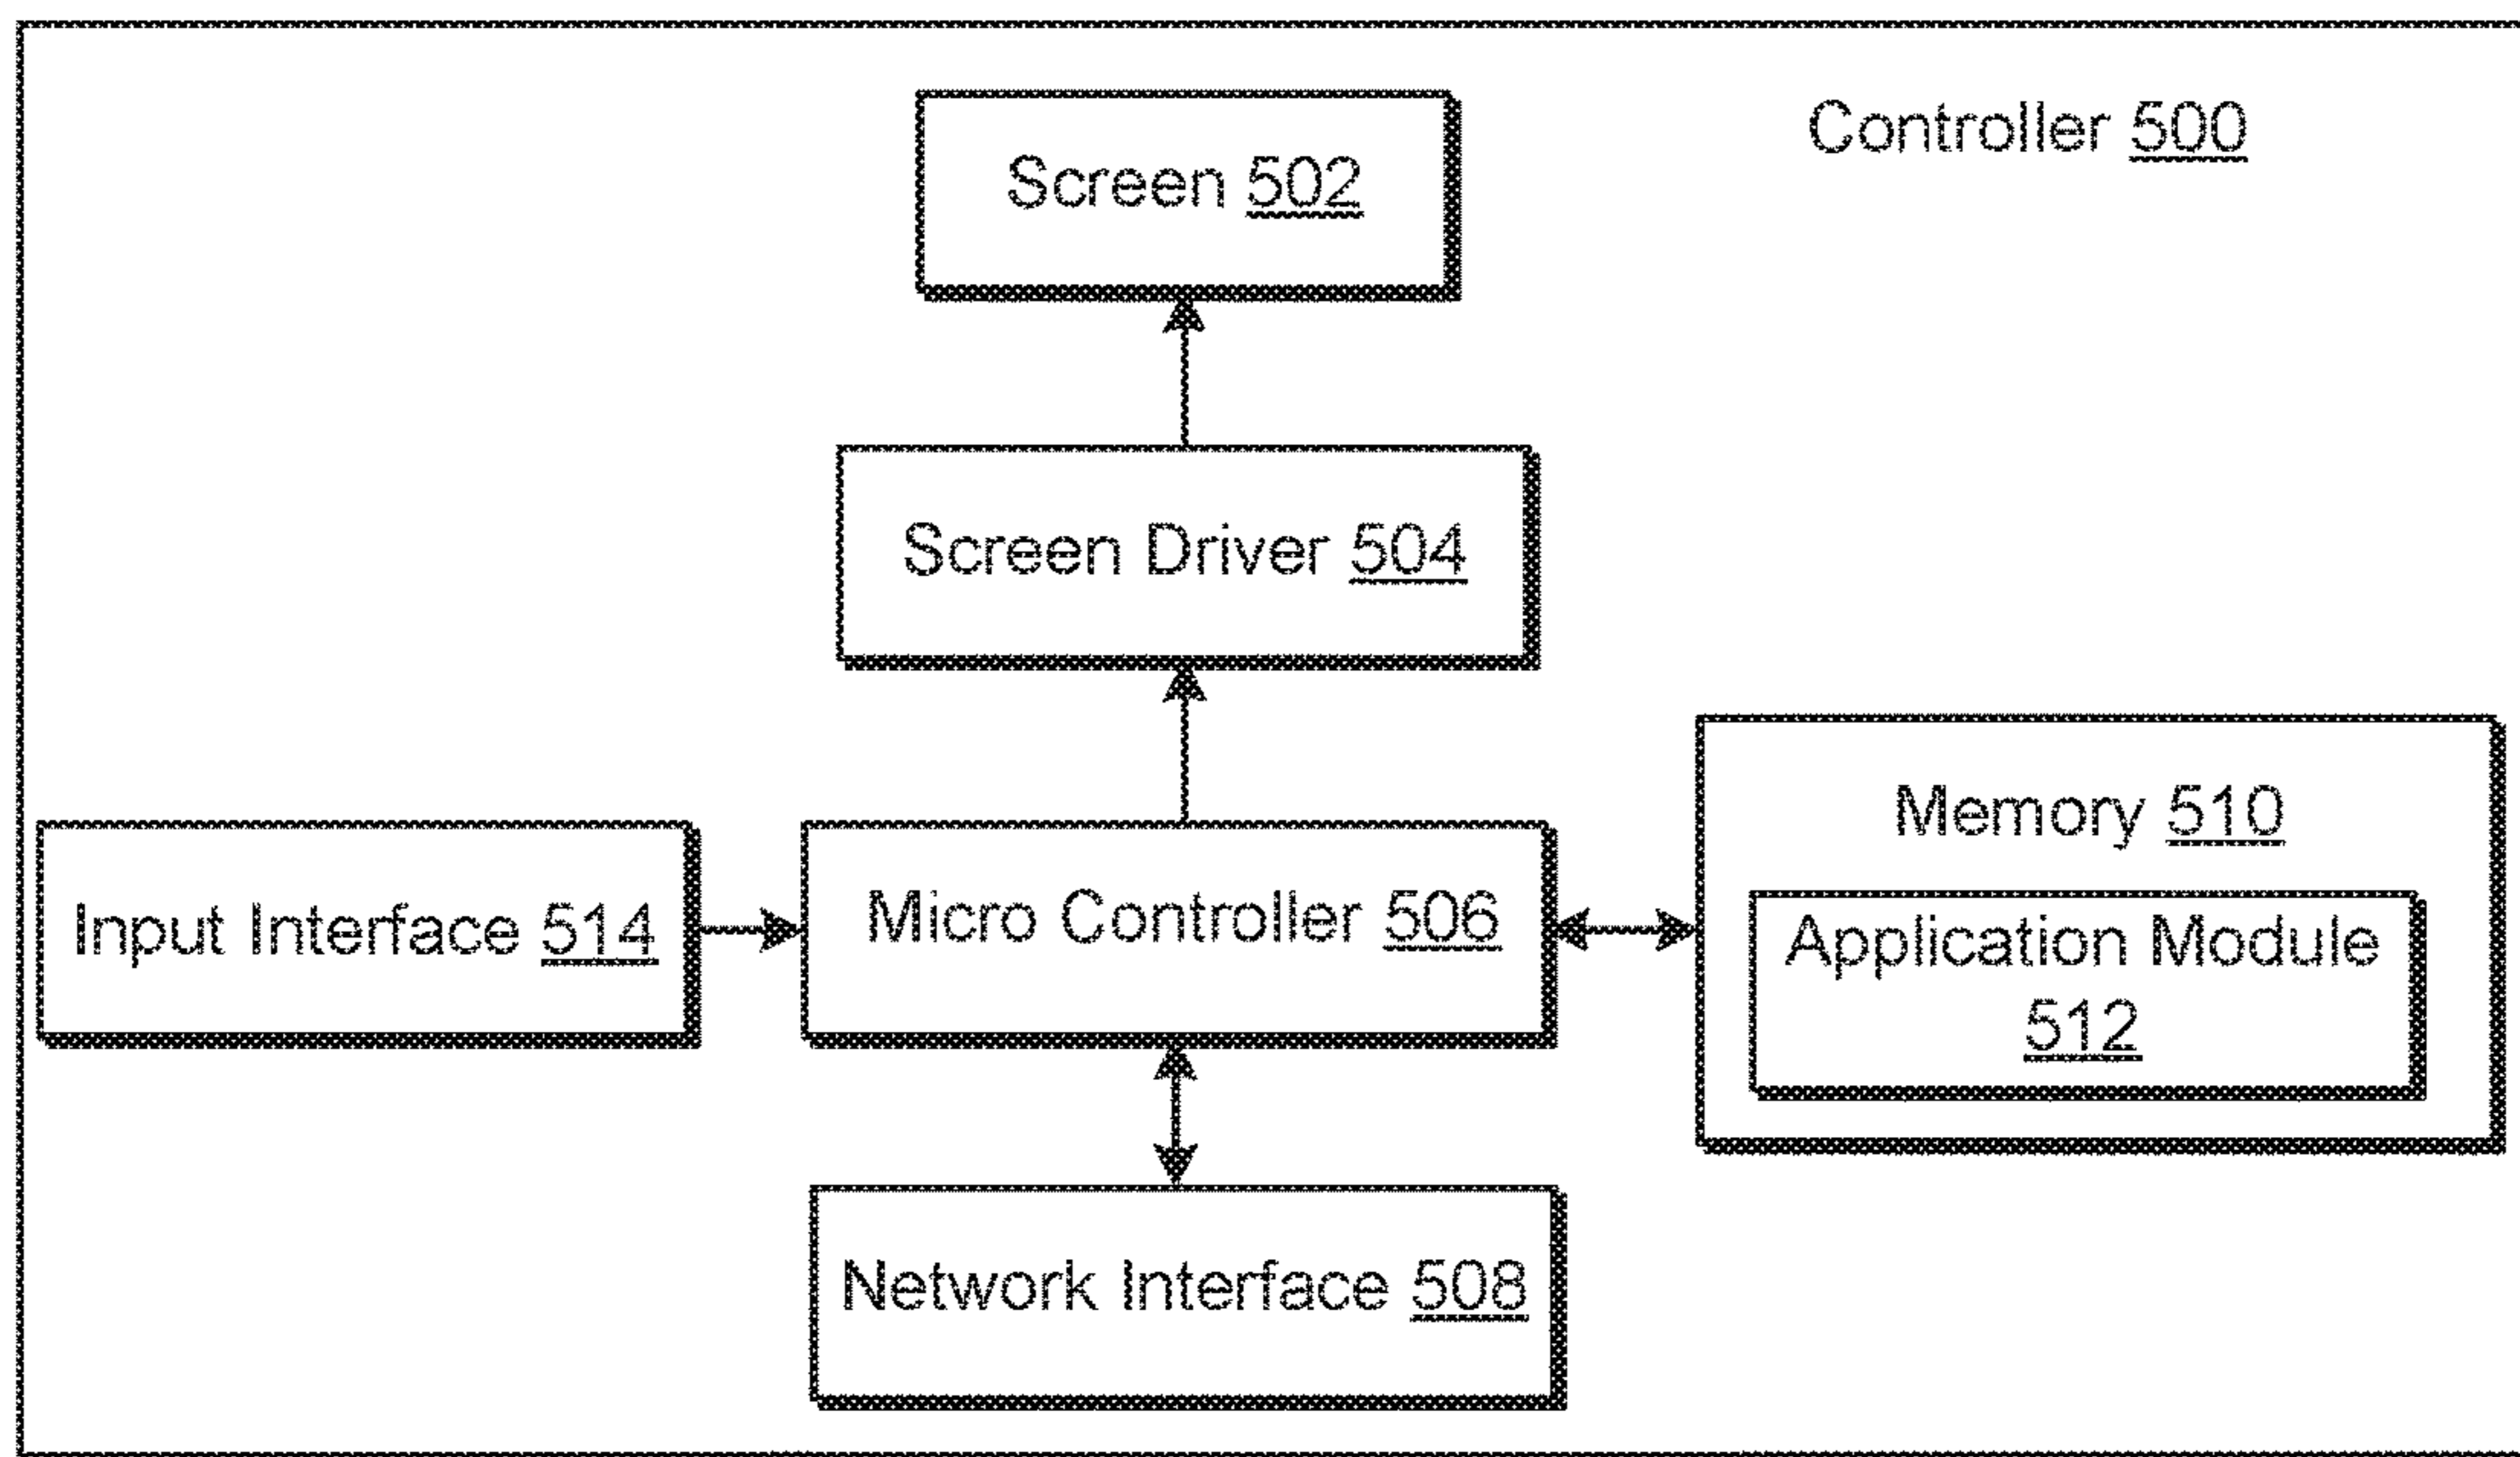 Controller 500
Screen 502
Screen Driver 504
Input Interface 514
Micro Controller 506
Memory 510
Application Module
512
Network Interface 508